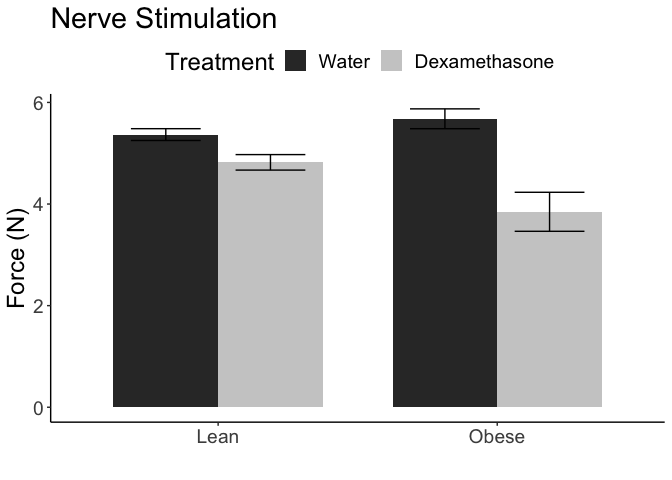 Nerve Stimulation
Treatment Water Dexamethasone
6
4
2
0
Force (N)
Lean Obese